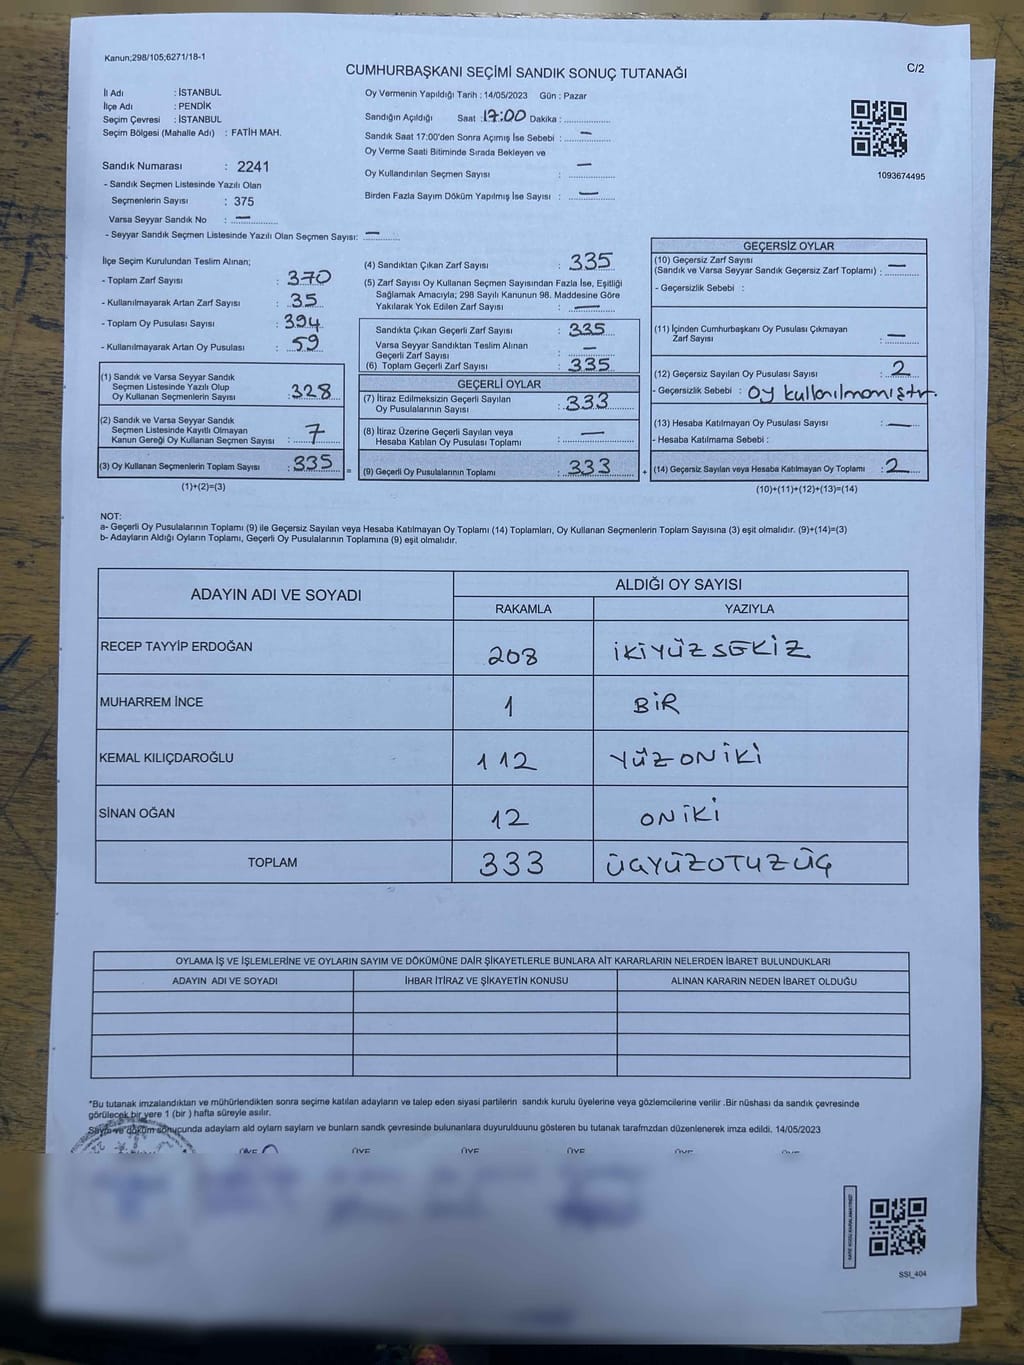 Kanun;298/105;6271/18-1
C/2
CUMHURBAŞKANI SEÇİMİ SANDIK SONUÇ TUTANAĞI
İl Adı : İSTANBUL
İlçe Adı : PENDİK
Seçim Çevresi : İSTANBUL
Seçim Bölgesi (Mahalle Adı) : FATİH MAH.
Sandık Numarası : 2241
- Sandık Seçmen Listesinde Yazılı Olan
Seçmenlerin Sayısı : 375
Varsa Seyyar Sandık No : —
- Seyyar Sandık Seçmen Listesinde Yazılı Olan Seçmen Sayısı: —
Oy Vermenin Yapıldığı Tarih : 14/05/2023 Gün : Pazar
Sandığın Açıldığı Saat : 17:00 Dakika : ..............
Sandık Saat 17:00'den Sonra Açımış İse Sebebi : —
Oy Verme Saati Bitiminde Sırada Bekleyen ve
Oy Kullandırılan Seçmen Sayısı : —
Birden Fazla Sayım Döküm Yapılmış İse Sayısı : —
1093674495
İlçe Seçim Kurulundan Teslim Alınan;
- Toplam Zarf Sayısı : 370
- Kullanılmayarak Artan Zarf Sayısı : 35
- Toplam Oy Pusulası Sayısı : 394
- Kullanılmayarak Artan Oy Pusulası : 59
(1) Sandık ve Varsa Seyyar Sandık
Seçmen Listesinde Yazılı Olup
Oy Kullanan Seçmenlerin Sayısı : 328
(2) Sandık ve Varsa Seyyar Sandık
Seçmen Listesinde Kayıtlı Olmayan
Kanun Gereği Oy Kullanan Seçmen Sayısı : 7
(3) Oy Kullanan Seçmenlerin Toplam Sayısı : 335 =
(1)+(2)=(3)
(4) Sandıktan Çıkan Zarf Sayısı : 335
(5) Zarf Sayısı Oy Kullanan Seçmen Sayısından Fazla İse, Eşitliği
Sağlamak Amacıyla; 298 Sayılı Kanunun 98. Maddesine Göre
Yakılarak Yok Edilen Zarf Sayısı : —
Sandıkta Çıkan Geçerli Zarf Sayısı : 335
Varsa Seyyar Sandıktan Teslim Alınan
Geçerli Zarf Sayısı : —
(6) Toplam Geçerli Zarf Sayısı : 335
GEÇERLİ OYLAR
(7) İtiraz Edilmeksizin Geçerli Sayılan
Oy Pusulalarının Sayısı : 333
(8) İtiraz Üzerine Geçerli Sayılan veya
Hesaba Katılan Oy Pusulası Toplamı : —
(9) Geçerli Oy Pusulalarının Toplamı : 333 +
GEÇERSİZ OYLAR
(10) Geçersiz Zarf Sayısı
(Sandık ve Varsa Seyyar Sandık Geçersiz Zarf Toplamı) : —
- Geçersizlik Sebebi :
(11) İçinden Cumhurbaşkanı Oy Pusulası Çıkmayan
Zarf Sayısı : —
(12) Geçersiz Sayılan Oy Pusulası Sayısı : 2
- Geçersizlik Sebebi : Oy kullanılmamıştır.
(13) Hesaba Katılmayan Oy Pusulası Sayısı : —
- Hesaba Katılmama Sebebi :
(14) Geçersiz Sayılan veya Hesaba Katılmayan Oy Toplamı : 2
(10)+(11)+(12)+(13)=(14)
NOT:
a- Geçerli Oy Pusulalarının Toplamı (9) ile Geçersiz Sayılan veya Hesaba Katılmayan Oy Toplamı (14) Toplamları, Oy Kullanan Seçmenlerin Toplam Sayısına (3) eşit olmalıdır. (9)+(14)=(3)
b- Adayların Aldığı Oyların Toplamı, Geçerli Oy Pusulalarının Toplamına (9) eşit olmalıdır.
ADAYIN ADI VE SOYADI ALDIĞI OY SAYISI
RAKAMLA YAZIYLA
RECEP TAYYİP ERDOĞAN 208 İKİYÜZSEKİZ
MUHARREM İNCE 1 BİR
KEMAL KILIÇDAROĞLU 112 YÜZONİKİ
SİNAN OĞAN 12 ONİKİ
TOPLAM 333 ÜÇYÜZOTUZÜÇ
OYLAMA İŞ VE İŞLEMLERİNE VE OYLARIN SAYIM VE DÖKÜMÜNE DAİR ŞİKAYETLERLE BUNLARA AİT KARARLARIN NELERDEN İBARET BULUNDUKLARI
ADAYIN ADI VE SOYADI İHBAR İTİRAZ VE ŞİKAYETİN KONUSU ALINAN KARARIN NEDEN İBARET OLDUĞU
*Bu tutanak imzalandıktan ve mühürlendikten sonra seçime katılan adayların ve talep eden siyasi partilerin sandık kurulu üyelerine veya gözlemcilerine verilir .Bir nüshası da sandık çevresinde
görülecek bir yere 1 (bir ) hafta süreyle asılır.
Sayım ve döküm sonucunda adayların ald oyların saylam ve bunların sandık çevresinde bulunanlara duyurulduunu gösteren bu tutanak tarafmzdan düzenlenerek imza edildi. 14/05/2023
ÜYE ÜYE ÜYE ÜYE ÜYE ÜYE
SSI_404